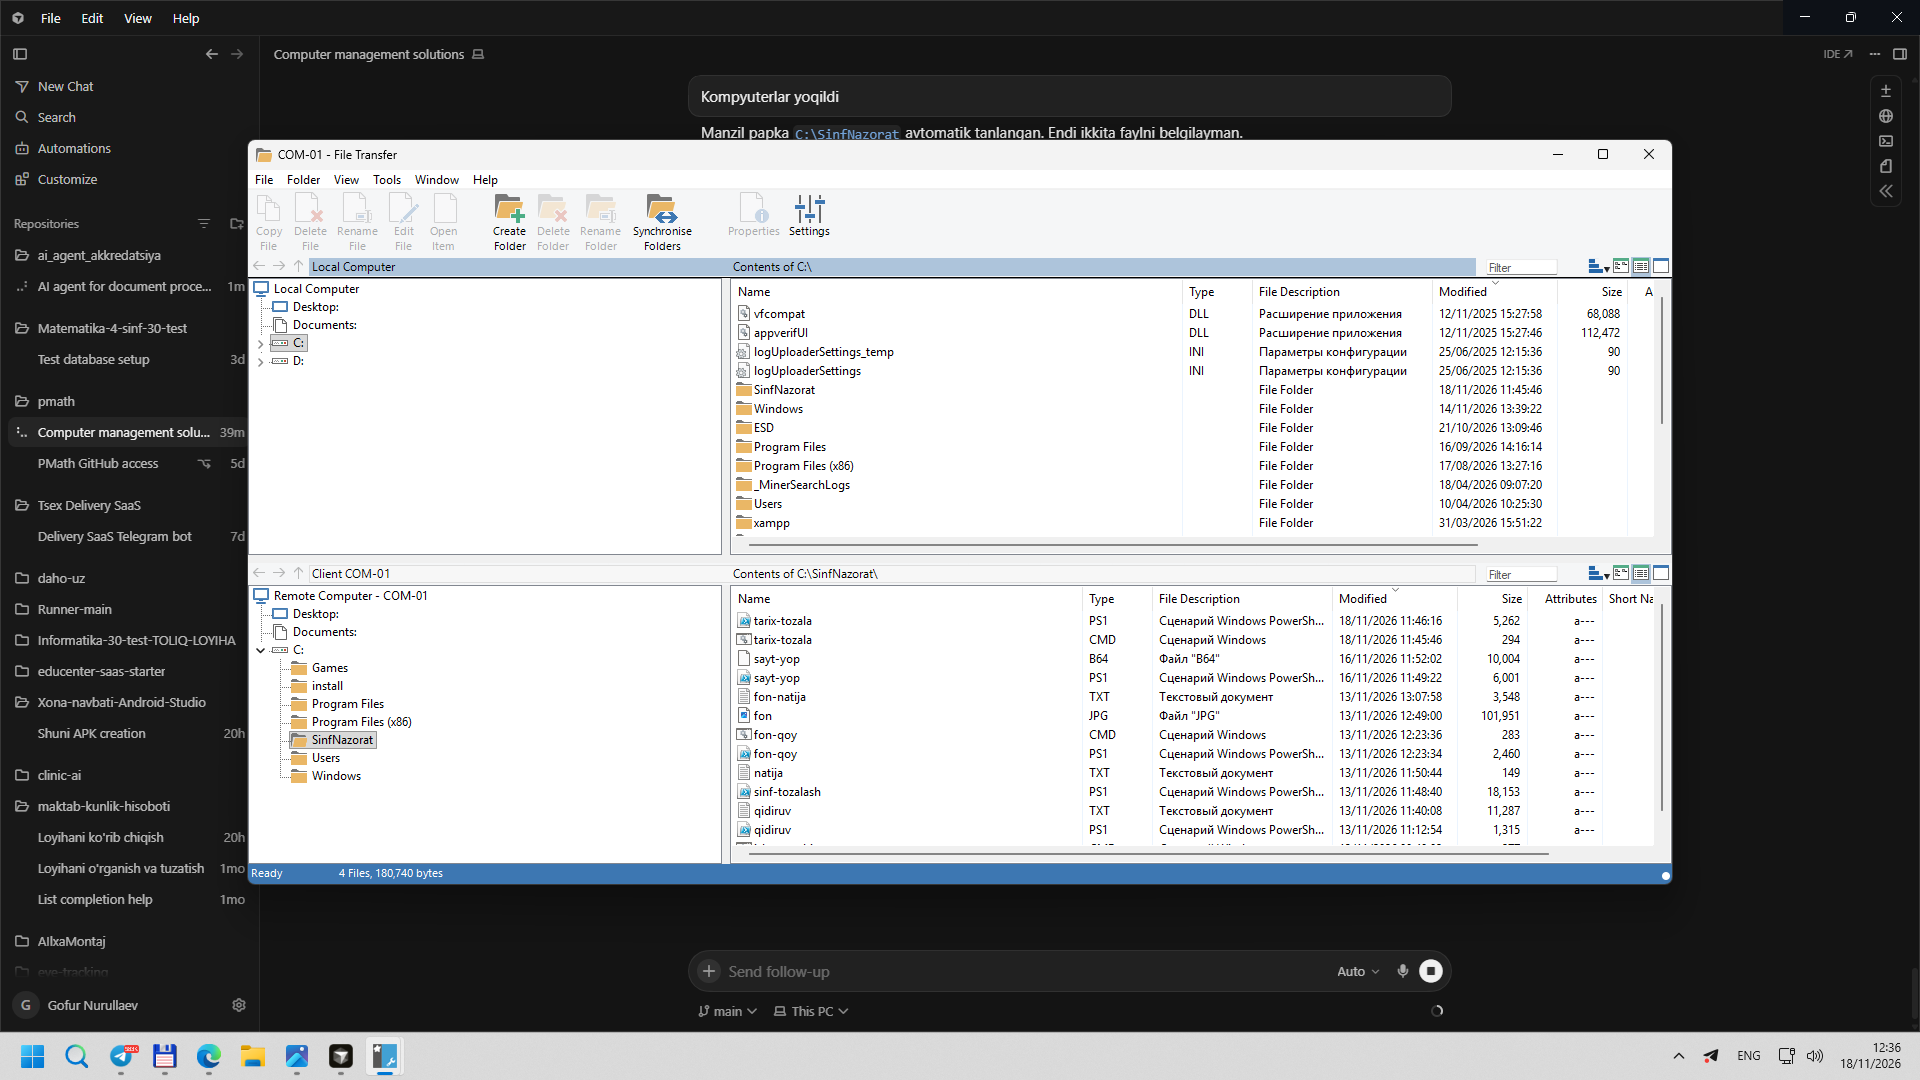 File Edit View Help
Computer management solutions
IDE
New Chat
Search
Automations
Customize
Repositories
ai_agent_akkredatsiya
AI agent for document proce... 1m
Matematika-4-sinf-30-test
Test database setup 3d
pmath
Computer management solu... 39m
PMath GitHub access 5d
Tsex Delivery SaaS
Delivery SaaS Telegram bot 7d
daho-uz
Runner-main
Informatika-30-test-TOLIQ-LOYIHA
educenter-saas-starter
Xona-navbati-Android-Studio
Shuni APK creation 20h
clinic-ai
maktab-kunlik-hisoboti
Loyihani ko'rib chiqish 20h
Loyihani o'rganish va tuzatish 1mo
List completion help 1mo
AllxaMontaj
eye-tracking
G Gofur Nurullaev
Kompyuterlar yoqildi
Manzil papka C:\SinfNazorat avtomatik tanlangan. Endi ikkita faylni belgilayman.
COM-01 - File Transfer
File Folder View Tools Window Help
Copy File
Delete File
Rename File
Edit File
Open Item
Create Folder
Delete Folder
Rename Folder
Synchronise Folders
Properties
Settings
Local Computer
Contents of C:\
Filter
Local Computer
Desktop:
Documents:
C:
D:
Name Type File Description Modified Size A
vfcompat DLL Расширение приложения 12/11/2025 15:27:58 68,088
appverifUI DLL Расширение приложения 12/11/2025 15:27:46 112,472
logUploaderSettings_temp INI Параметры конфигурации 25/06/2025 12:15:36 90
logUploaderSettings INI Параметры конфигурации 25/06/2025 12:15:36 90
SinfNazorat File Folder 18/11/2026 11:45:46
Windows File Folder 14/11/2026 13:39:22
ESD File Folder 21/10/2026 13:09:46
Program Files File Folder 16/09/2026 14:16:14
Program Files (x86) File Folder 17/08/2026 13:27:16
_MinerSearchLogs File Folder 18/04/2026 09:07:20
Users File Folder 10/04/2026 10:25:30
xampp File Folder 31/03/2026 15:51:22
Client COM-01
Contents of C:\SinfNazorat\
Filter
Remote Computer - COM-01
Desktop:
Documents:
C:
Games
install
Program Files
Program Files (x86)
SinfNazorat
Users
Windows
Name Type File Description Modified Size Attributes Short Na
tarix-tozala PS1 Сценарий Windows PowerSh... 18/11/2026 11:46:16 5,262 a---
tarix-tozala CMD Сценарий Windows 18/11/2026 11:45:46 294 a---
sayt-yop B64 Файл "B64" 16/11/2026 11:52:02 10,004 a---
sayt-yop PS1 Сценарий Windows PowerSh... 16/11/2026 11:49:22 6,001 a---
fon-natija TXT Текстовый документ 13/11/2026 13:07:58 3,548 a---
fon JPG Файл "JPG" 13/11/2026 12:49:00 101,951 a---
fon-qoy CMD Сценарий Windows 13/11/2026 12:23:36 283 a---
fon-qoy PS1 Сценарий Windows PowerSh... 13/11/2026 12:23:34 2,460 a---
natija TXT Текстовый документ 13/11/2026 11:50:44 149 a---
sinf-tozalash PS1 Сценарий Windows PowerSh... 13/11/2026 11:48:40 18,153 a---
qidiruv TXT Текстовый документ 13/11/2026 11:40:08 11,287 a---
qidiruv PS1 Сценарий Windows PowerSh... 13/11/2026 11:12:54 1,315 a---
Ready 4 Files, 180,740 bytes
Send follow-up
Auto
main This PC
ENG
12:36
18/11/2026